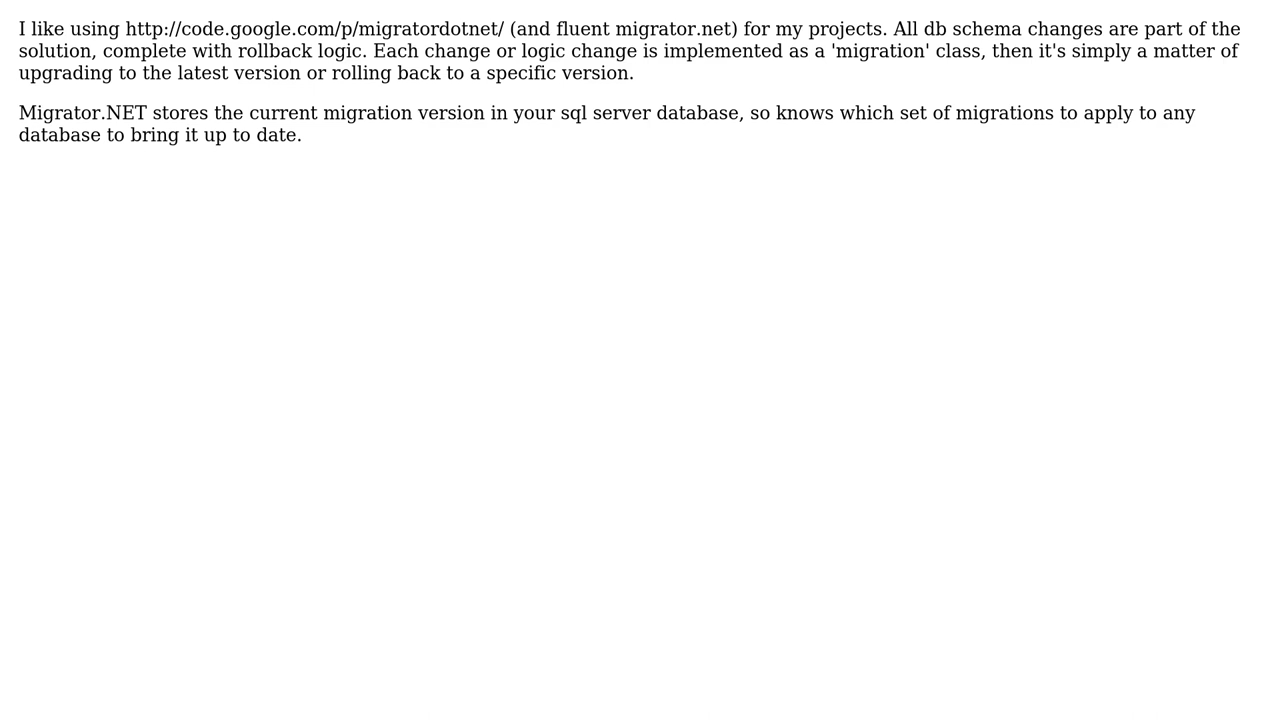 I like using http://code.google.com/p/migratordotnet/ (and fluent migrator.net) for my projects. All db schema changes are part of the
solution, complete with rollback logic. Each change or logic change is implemented as a 'migration' class, then it's simply a matter of
upgrading to the latest version or rolling back to a specific version.
Migrator.NET stores the current migration version in your sql server database, so knows which set of migrations to apply to any
database to bring it up to date.